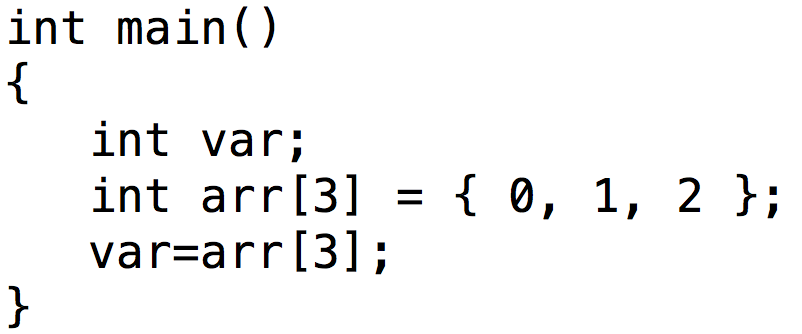 int main()
{
int var;
int arr[3] = { 0, 1, 2 };
var=arr[3];
}